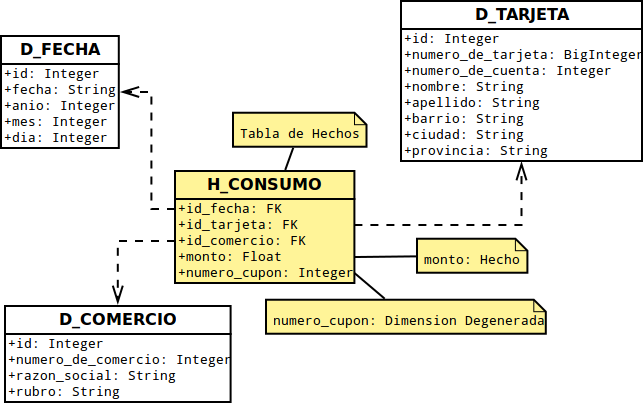 D_TARJETA
+id: Integer
+numero_de_tarjeta: BigInteger
+numero_de_cuenta: Integer
+nombre: String
+apellido: String
+barrio: String
+ciudad: String
+provincia: String
D_FECHA
+id: Integer
+fecha: String
+anio: Integer
+mes: Integer
+dia: Integer
Tabla de Hechos
H_CONSUMO
+id_fecha: FK
+id_tarjeta: FK
+id_comercio: FK
+monto: Float
+numero_cupon: Integer
monto: Hecho
numero_cupon: Dimension Degenerada
D_COMERCIO
+id: Integer
+numero_de_comercio: Integer
+razon_social: String
+rubro: String